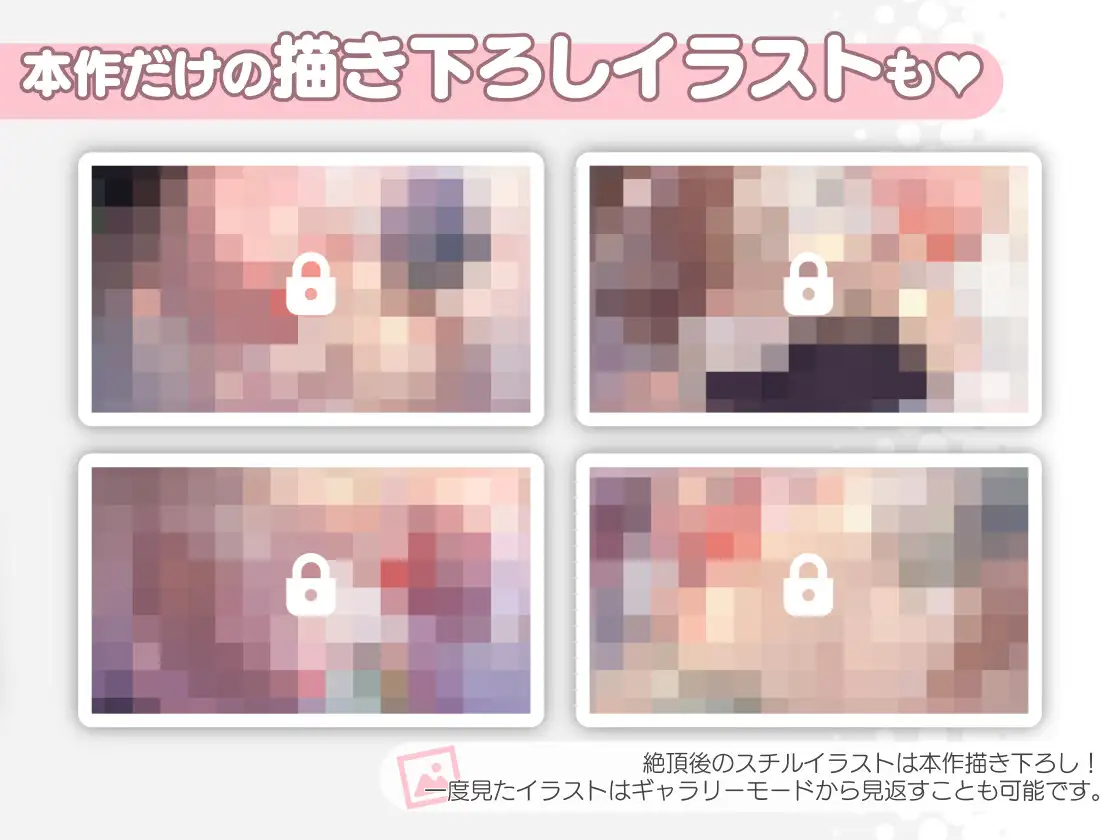 本作だけの描き下ろしイラストも♥
絶頂後のスチルイラストは本作描き下ろし！
一度見たイラストはギャラリーモードから見返すことも可能です。